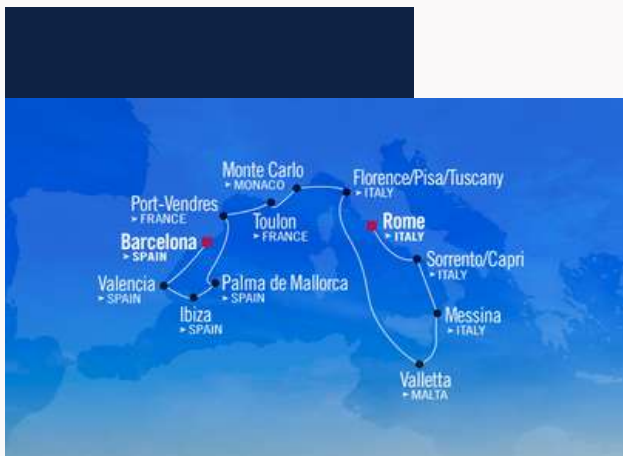 Monte Carlo
▸ MONACO
Florence/Pisa/Tuscany
▸ ITALY
Port-Vendres
▸ FRANCE
Toulon
▸ FRANCE
Rome
▸ ITALY
Barcelona
▸ SPAIN
Sorrento/Capri
▸ ITALY
Valencia
▸ SPAIN
Palma de Mallorca
▸ SPAIN
Ibiza
▸ SPAIN
Messina
▸ ITALY
Valletta
▸ MALTA